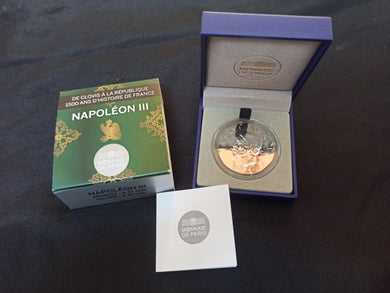 DE CLOVIS À LA RÉPUBLIQUE
1500 ANS D'HISTOIRE DE FRANCE
NAPOLÉON III
MONNAIE
DE PARIS
NAPOLÉON III
MONNAIE
DE PARIS
MONNAIE
DE PARIS